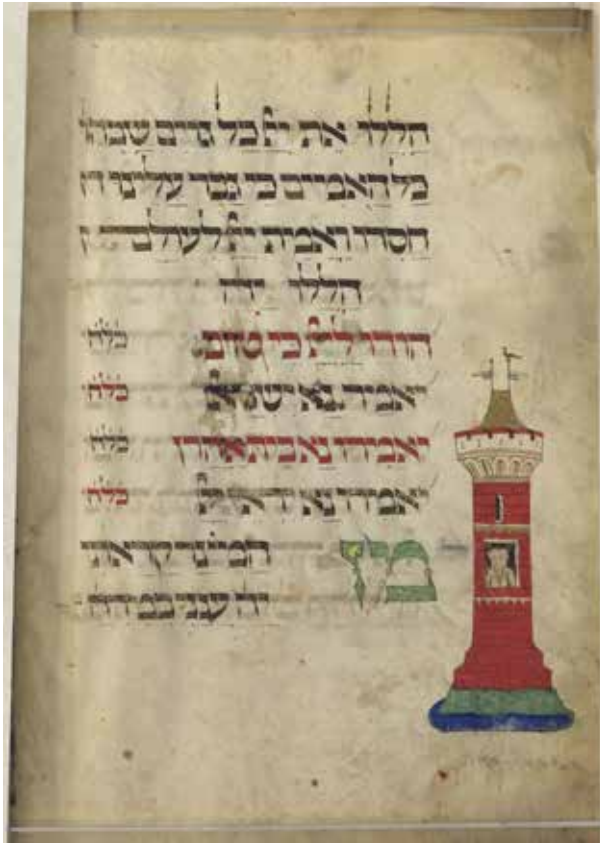 הללו את יי כל גוים שבחוהו
כל האמים כי גבר עלינו
חסדו ואמת יי לעולם
הללו יה
הודו ליי כי טוב כלח
יאמר נא ישראל כלח
יאמרו נא בית אהרן כלח
יאמרו נא יראי יי כלח
מן המיצר קראתי
יה ענני במרחב